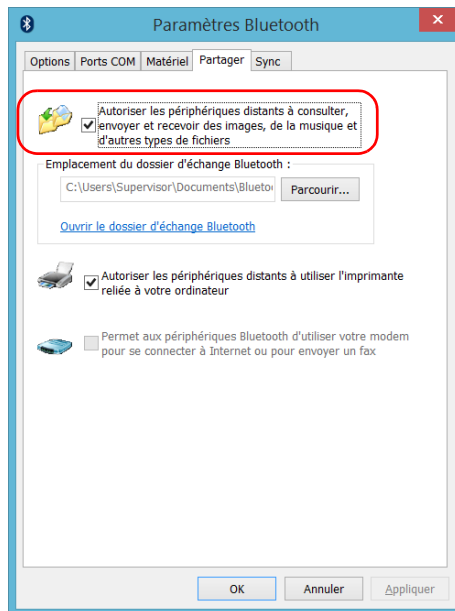 Paramètres Bluetooth
Options Ports COM Matériel Partager Sync
Autoriser les périphériques distants à consulter,
envoyer et recevoir des images, de la musique et
d'autres types de fichiers
Emplacement du dossier d'échange Bluetooth :
C:\Users\Supervisor\Documents\Blueto
Parcourir...
Ouvrir le dossier d'échange Bluetooth
Autoriser les périphériques distants à utiliser l'imprimante
reliée à votre ordinateur
Permet aux périphériques Bluetooth d'utiliser votre modem
pour se connecter à Internet ou pour envoyer un fax
OK Annuler Appliquer